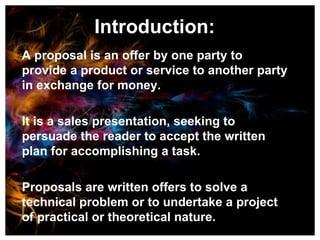 Introduction:
A proposal is an offer by one party to
provide a product or service to another party
in exchange for money.
It is a sales presentation, seeking to
persuade the reader to accept the written
plan for accomplishing a task.
Proposals are written offers to solve a
technical problem or to undertake a project
of practical or theoretical nature.